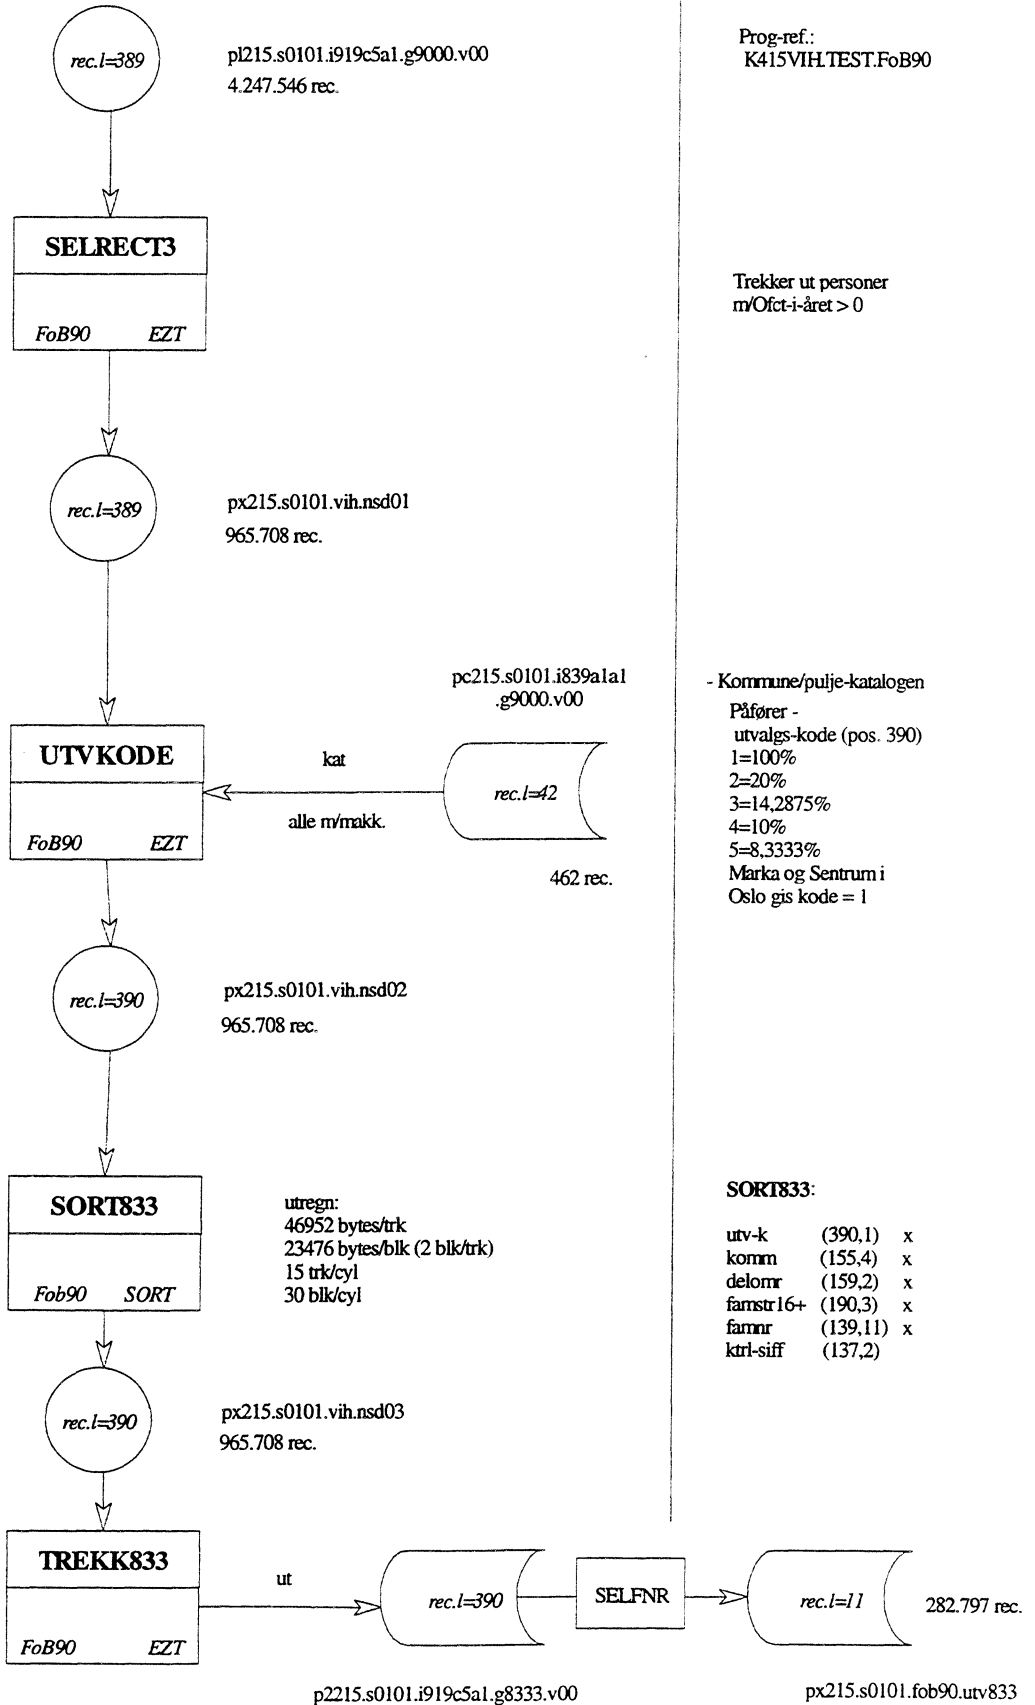 rec.l=389
pl215.s0101.i919c5a1.g9000.v00
4.247.546 rec.
Prog-ref.:
K415VIH.TEST.FoB90
SELRECT3
FoB90 EZT
Trekker ut personer
m/Ofct-i-året > 0
rec.l=389
px215.s0101.vih.nsd01
965.708 rec.
pc215.s0101.i839a1a1
.g9000.v00
- Kommune/pulje-katalogen
Påfører -
utvalgs-kode (pos. 390)
1=100%
2=20%
3=14,2875%
4=10%
5=8,3333%
Marka og Sentrum i
Oslo gis kode = 1
UTVKODE
FoB90 EZT
kat
alle m/makk.
rec.l=42
462 rec.
rec.l=390
px215.s0101.vih.nsd02
965.708 rec.
SORT833
Fob90 SORT
utregn:
46952 bytes/trk
23476 bytes/blk (2 blk/trk)
15 trk/cyl
30 blk/cyl
SORT833:
utv-k (390,1) x
komm (155,4) x
delomr (159,2) x
famstr16+ (190,3) x
famnr (139,11) x
ktrl-siff (137,2)
rec.l=390
px215.s0101.vih.nsd03
965.708 rec.
TREKK833
FoB90 EZT
ut
rec.l=390
SELFNR
rec.l=11
282.797 rec.
p2215.s0101.i919c5a1.g8333.v00
px215.s0101.fob90.utv833